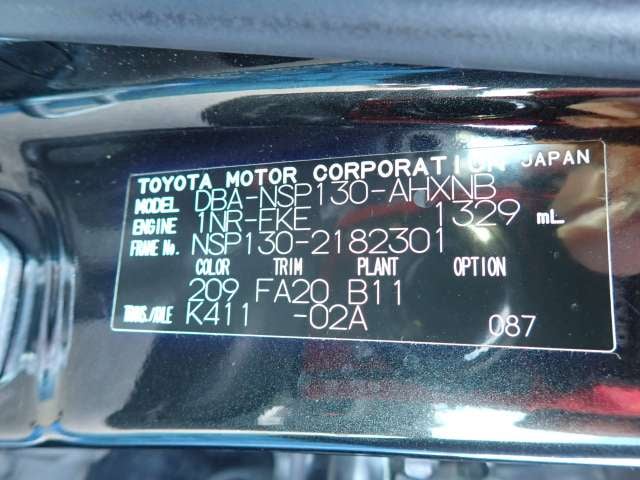 TOYOTA MOTOR CORPORATION JAPAN
MODEL DBA-NSP130-AHXNB
ENGINE 1NR-FKE 1329 mL
FRAME No. NSP130-2182301
COLOR TRIM PLANT OPTION
209 FA20 B11
TRANS./AXLE K411 -02A 087